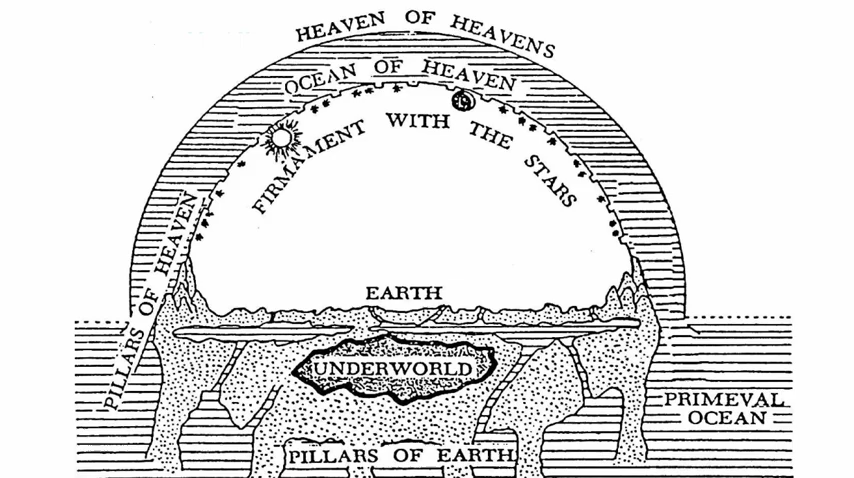 HEAVEN OF HEAVENS
OCEAN OF HEAVEN
FIRMAMENT WITH THE STARS
PILLARS OF HEAVEN
EARTH
UNDERWORLD
PRIMEVAL
OCEAN
PILLARS OF EARTH